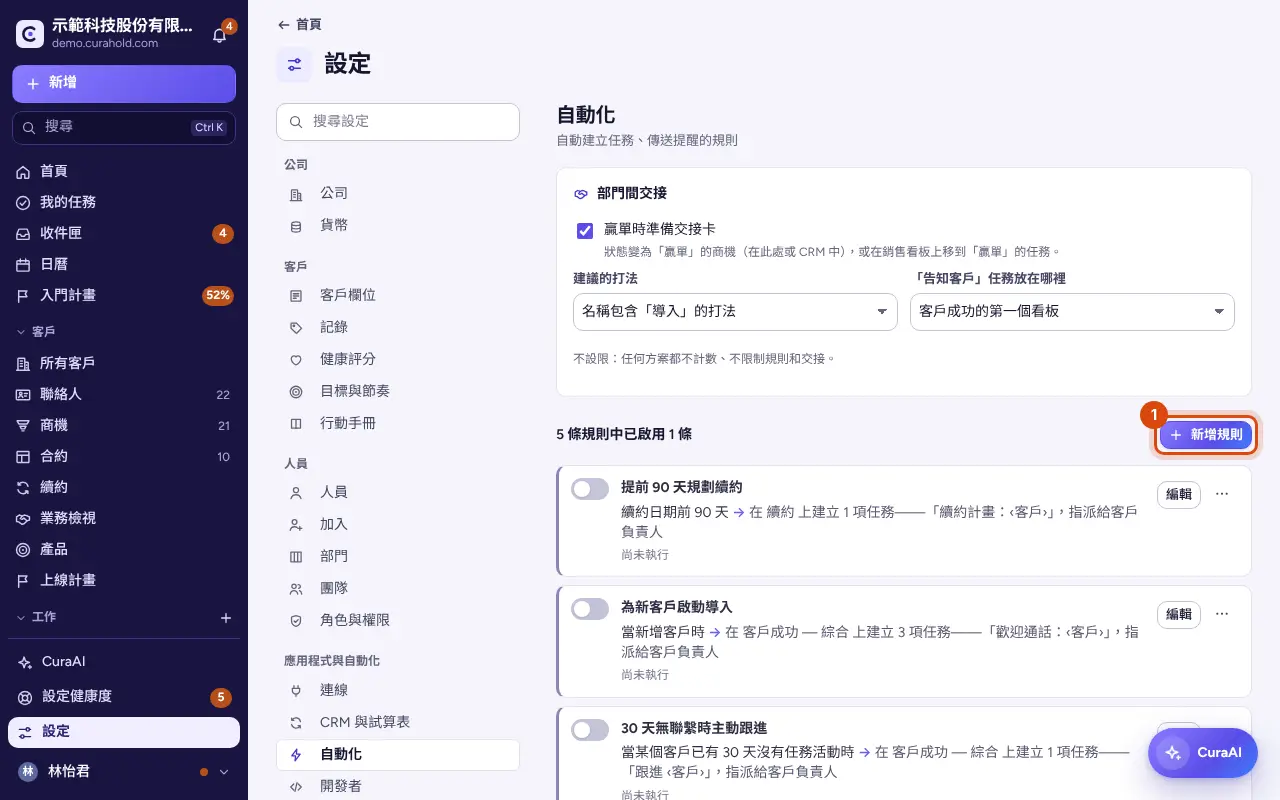 示範科技股份有限...
demo.curahold.com
4
新增
搜尋
Ctrl K
首頁
我的任務
收件匣
4
日曆
入門計畫
52%
客戶
所有客戶
聯絡人
22
商機
21
合約
10
續約
業務檢視
產品
上線計畫
工作
CuraAI
設定健康度
5
設定
林
林怡君
首頁
設定
搜尋設定
公司
公司
貨幣
客戶
客戶欄位
記錄
健康評分
目標與節奏
行動手冊
人員
人員
加入
部門
團隊
角色與權限
應用程式與自動化
連線
CRM 與試算表
自動化
開發者
自動化
自動建立任務、傳送提醒的規則
部門間交接
贏單時準備交接卡
狀態變為「贏單」的商機（在此處或 CRM 中），或在銷售看板上移到「贏單」的任務。
建議的打法
「告知客戶」任務放在哪裡
名稱包含「導入」的打法
客戶成功的第一個看板
不設限：任何方案都不計數、不限制規則和交接。
1
5 條規則中已啟用 1 條
新增規則
提前 90 天規劃續約
續約日期前 90 天 → 在 續約 上建立 1 項任務——「續約計畫：‹客戶›」，指派給客戶
負責人
尚未執行
編輯
...
為新客戶啟動導入
當新增客戶時 → 在 客戶成功 — 綜合 上建立 3 項任務——「歡迎通話：‹客戶›」，指
派給客戶負責人
尚未執行
編輯
...
30 天無聯繫時主動跟進
當某個客戶已有 30 天沒有任務活動時 → 在 客戶成功 — 綜合 上建立 1 項任務——
「跟進 ‹客戶›」，指派給客戶負責人
尚未執行
CuraAI